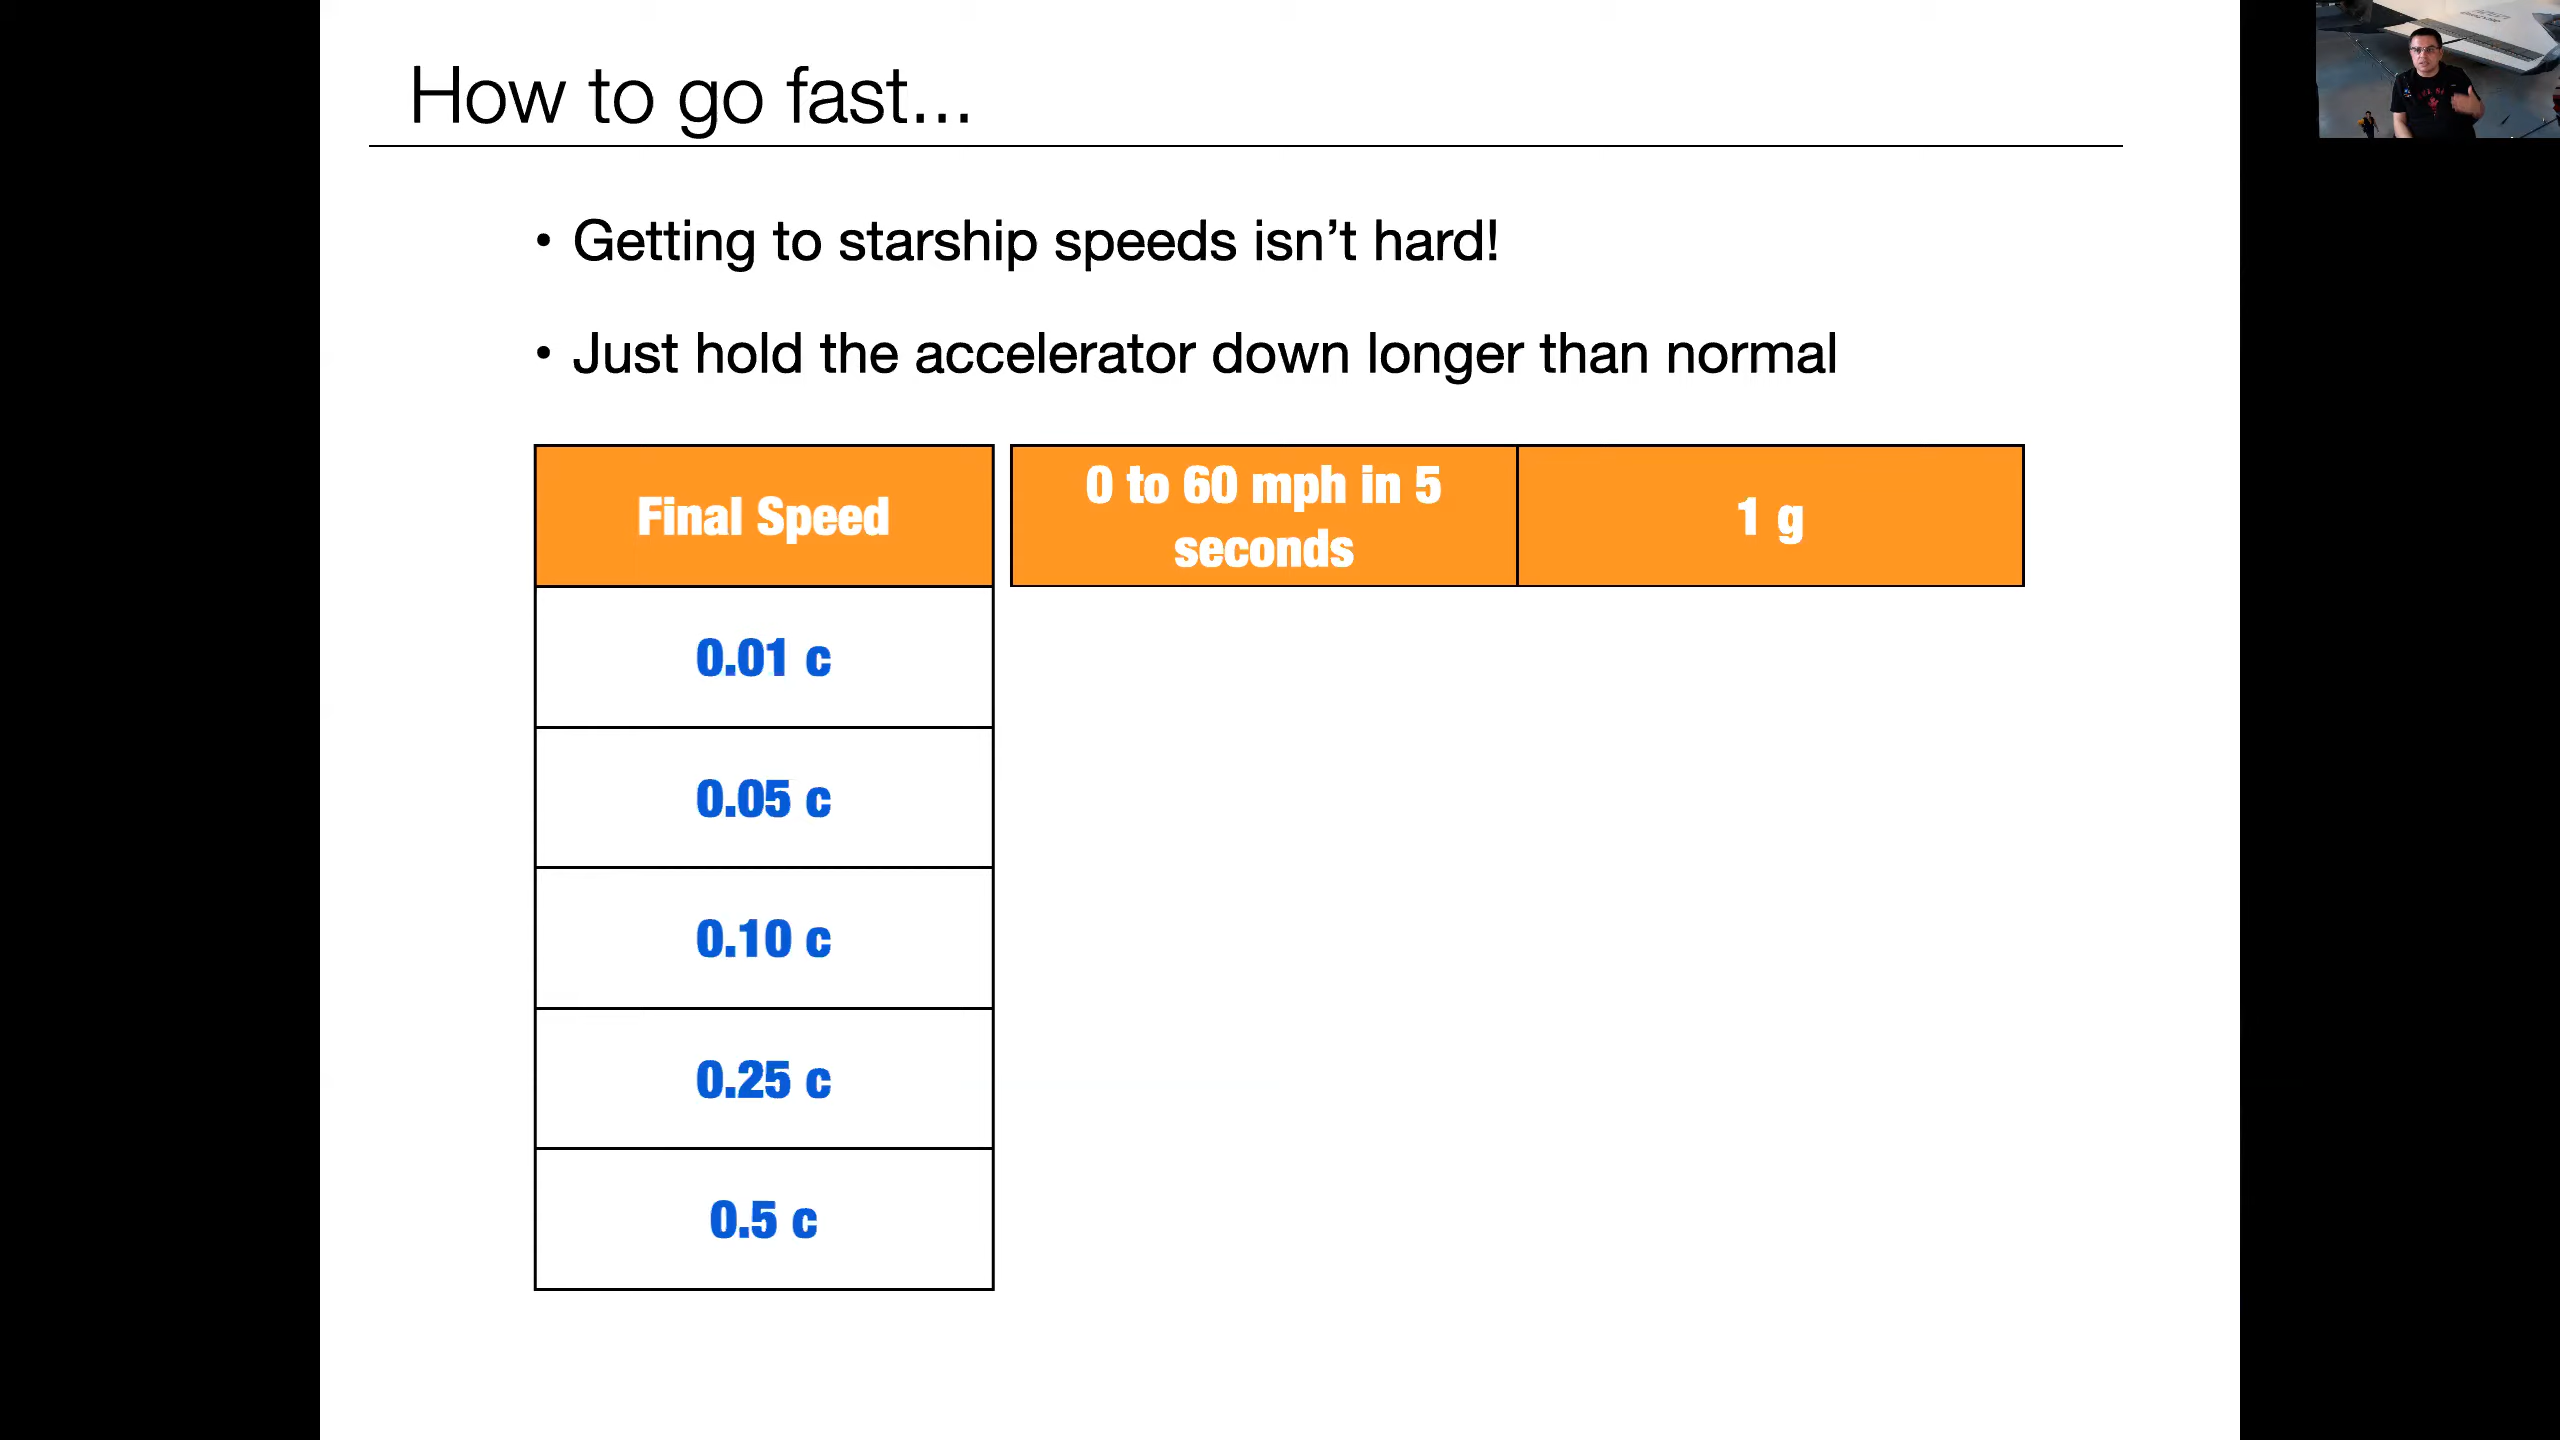 How to go fast...
• Getting to starship speeds isn’t hard!
• Just hold the accelerator down longer than normal
Final Speed
0 to 60 mph in 5
seconds
1 g
0.01 c
0.05 c
0.10 c
0.25 c
0.5 c